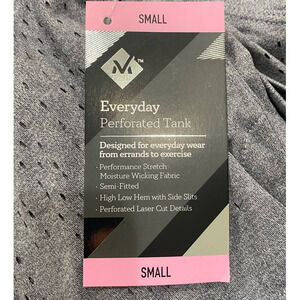 SMALL
M™
Everyday
Perforated Tank
Designed for everyday wear
from errands to exercise
· Performance Stretch
Moisture Wicking Fabric
· Semi-Fitted
· High Low Hem with Side Slits
· Perforated Laser Cut Details
SMALL